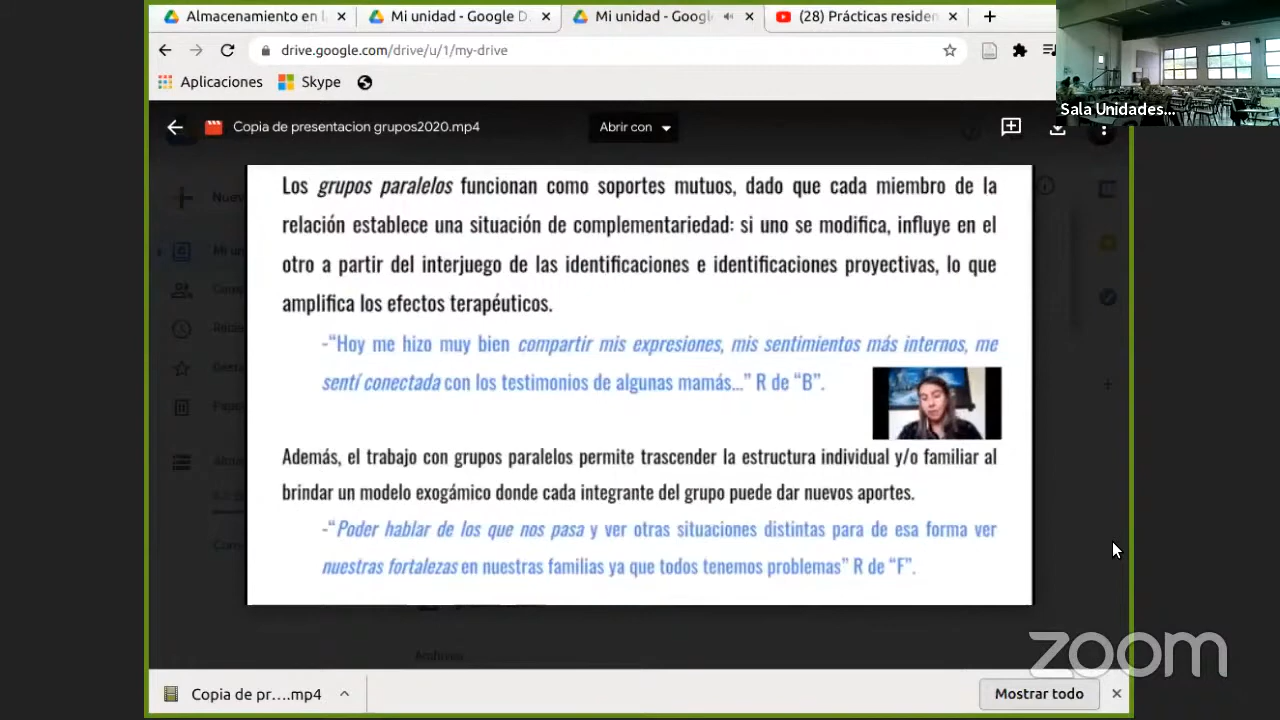 Almacenamiento en l
Mi unidad - Google D
Mi unidad - Google
(28) Prácticas residen
drive.google.com/drive/u/1/my-drive
Aplicaciones
Skype
Sala Unidades...
Copia de presentacion grupos2020.mp4
Abrir con
Los grupos paralelos funcionan como soportes mutuos, dado que cada miembro de la
relación establece una situación de complementariedad: si uno se modifica, influye en el
otro a partir del interjuego de las identificaciones e identificaciones proyectivas, lo que
amplifica los efectos terapéuticos.
-“Hoy me hizo muy bien compartir mis expresiones, mis sentimientos más internos, me
sentí conectada con los testimonios de algunas mamás...” R de “B”.
Además, el trabajo con grupos paralelos permite trascender la estructura individual y/o familiar al
brindar un modelo exogámico donde cada integrante del grupo puede dar nuevos aportes.
-“Poder hablar de los que nos pasa y ver otras situaciones distintas para de esa forma ver
nuestras fortalezas en nuestras familias ya que todos tenemos problemas” R de “F”.
Archivo
zoom
Copia de pr....mp4
Mostrar todo